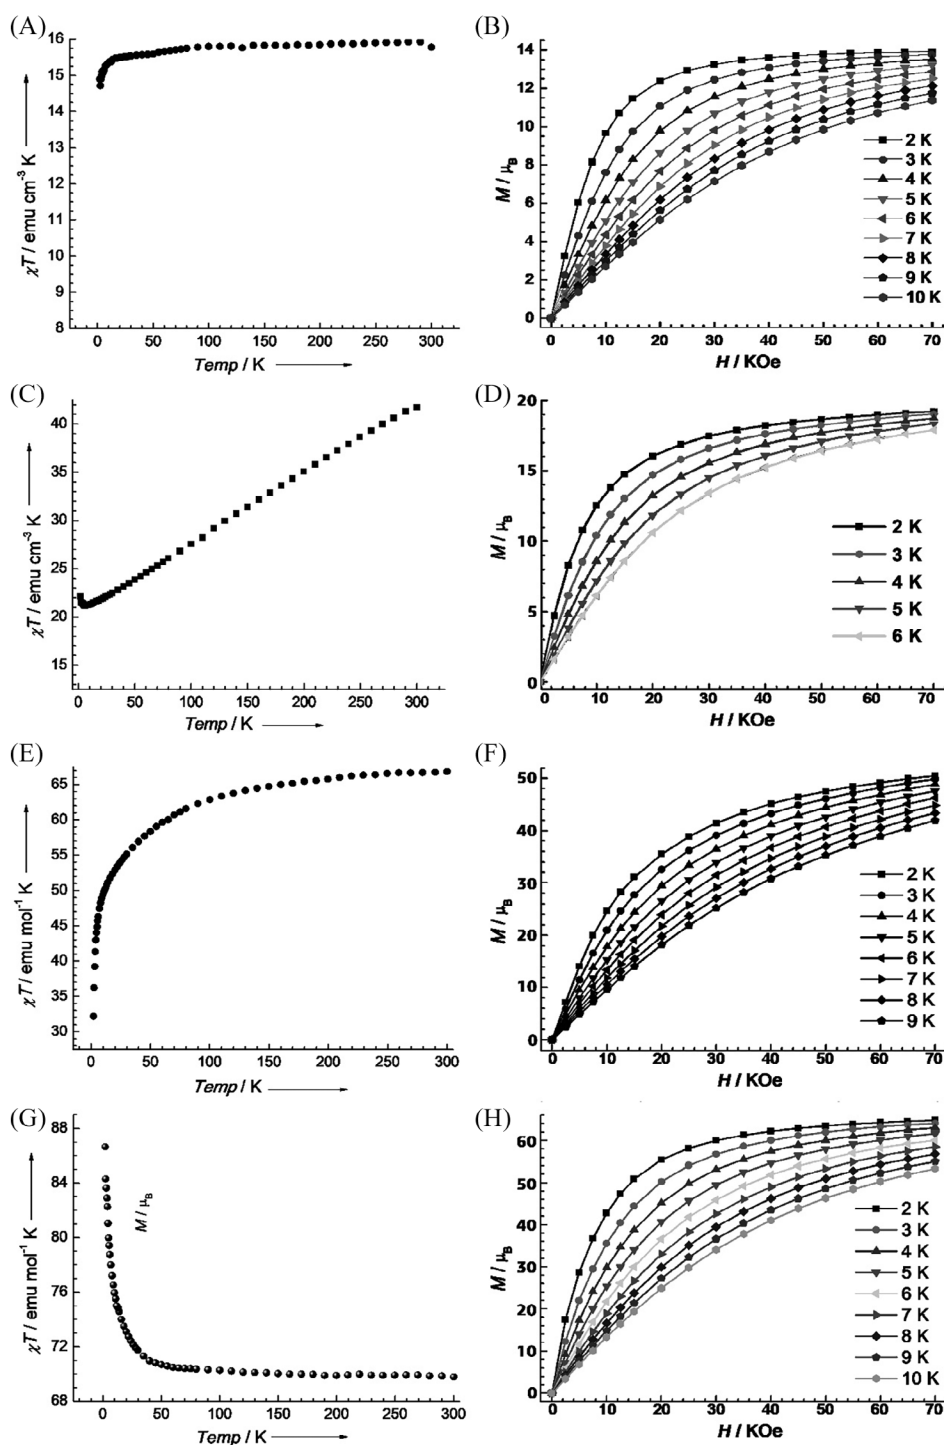 (A)
16
15
14
13
12
11
10
9
8
χT / emu cm⁻³ K
0 50 100 150 200 250 300
Temp / K
(B)
14
12
10
8
6
4
2
0
M / μB
2 K
3 K
4 K
5 K
6 K
7 K
8 K
9 K
10 K
0 10 20 30 40 50 60 70
H / KOe
(C)
40
35
30
25
20
15
χT / emu cm⁻³ K
0 50 100 150 200 250 300
Temp / K
(D)
20
15
10
5
0
M / μB
2 K
3 K
4 K
5 K
6 K
0 10 20 30 40 50 60 70
H / KOe
(E)
65
60
55
50
45
40
35
30
χT / emu mol⁻¹ K
0 50 100 150 200 250 300
Temp / K
(F)
50
40
30
20
10
0
M / μB
2 K
3 K
4 K
5 K
6 K
7 K
8 K
9 K
0 10 20 30 40 50 60 70
H / KOe
(G)
88
84
80
76
72
68
χT / emu mol⁻¹ K
M / μB
0 50 100 150 200 250 300
Temp / K
(H)
60
50
40
30
20
10
0
M / μB
2 K
3 K
4 K
5 K
6 K
7 K
8 K
9 K
10 K
0 10 20 30 40 50 60 70
H / KOe